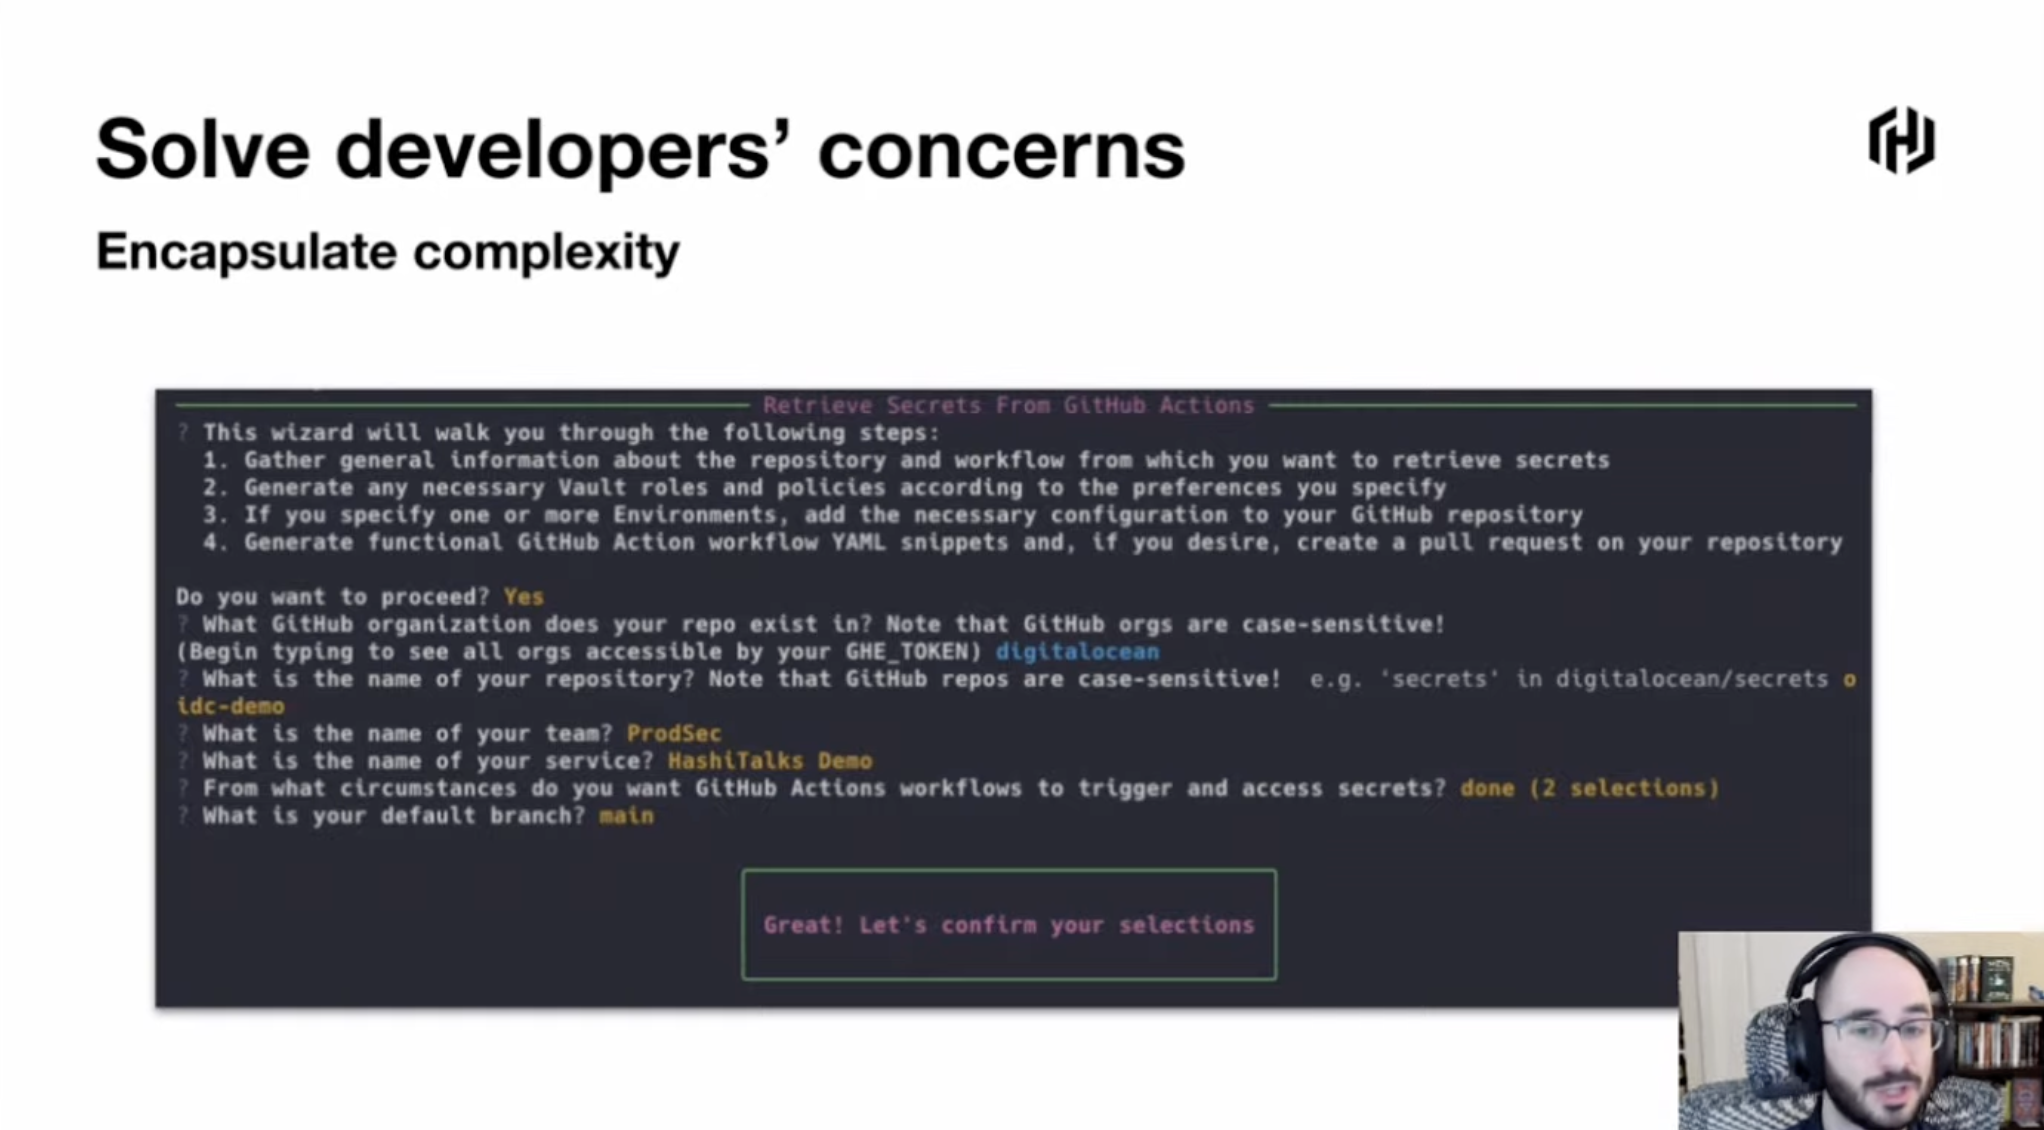 Solve developers’ concerns
Encapsulate complexity
Retrieve Secrets From GitHub Actions
? This wizard will walk you through the following steps:
1. Gather general information about the repository and workflow from which you want to retrieve secrets
2. Generate any necessary Vault roles and policies according to the preferences you specify
3. If you specify one or more Environments, add the necessary configuration to your GitHub repository
4. Generate functional GitHub Action workflow YAML snippets and, if you desire, create a pull request on your repository
Do you want to proceed? Yes
? What GitHub organization does your repo exist in? Note that GitHub orgs are case-sensitive!
(Begin typing to see all orgs accessible by your GHE_TOKEN) digitalocean
? What is the name of your repository? Note that GitHub repos are case-sensitive! e.g. 'secrets' in digitalocean/secrets o
idc-demo
? What is the name of your team? ProdSec
? What is the name of your service? HashiTalks Demo
? From what circumstances do you want GitHub Actions workflows to trigger and access secrets? done (2 selections)
? What is your default branch? main
Great! Let's confirm your selections